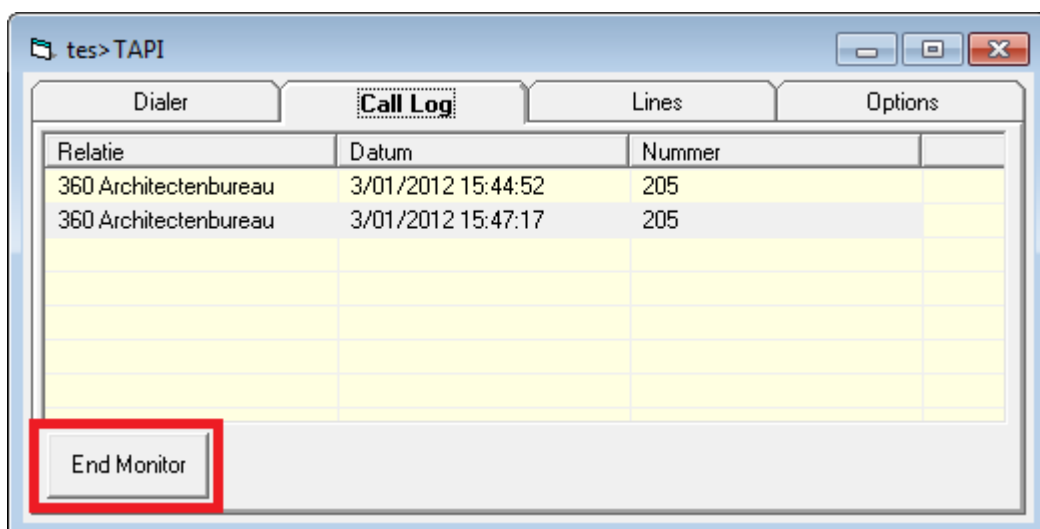 tes>TAPI
Dialer Call Log Lines Options
Relatie Datum Nummer
360 Architectenbureau 3/01/2012 15:44:52 205
360 Architectenbureau 3/01/2012 15:47:17 205
End Monitor